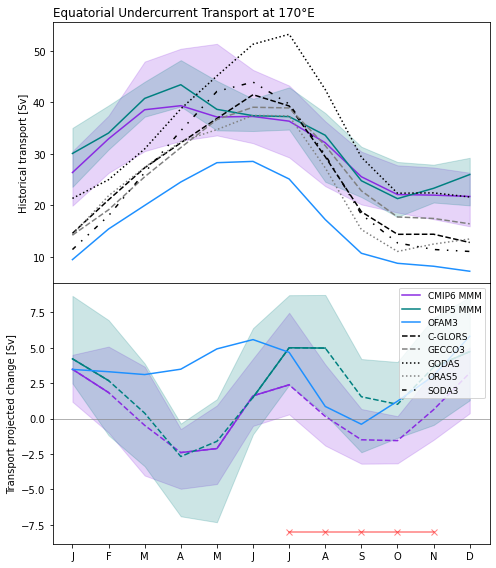 Equatorial Undercurrent Transport at 170°E
Historical transport [Sv]
50
40
30
20
10
Transport projected change [Sv]
7.5
5.0
2.5
0.0
−2.5
−5.0
−7.5
CMIP6 MMM
CMIP5 MMM
OFAM3
C-GLORS
GECCO3
GODAS
ORAS5
SODA3
J F M A M J J A S O N D